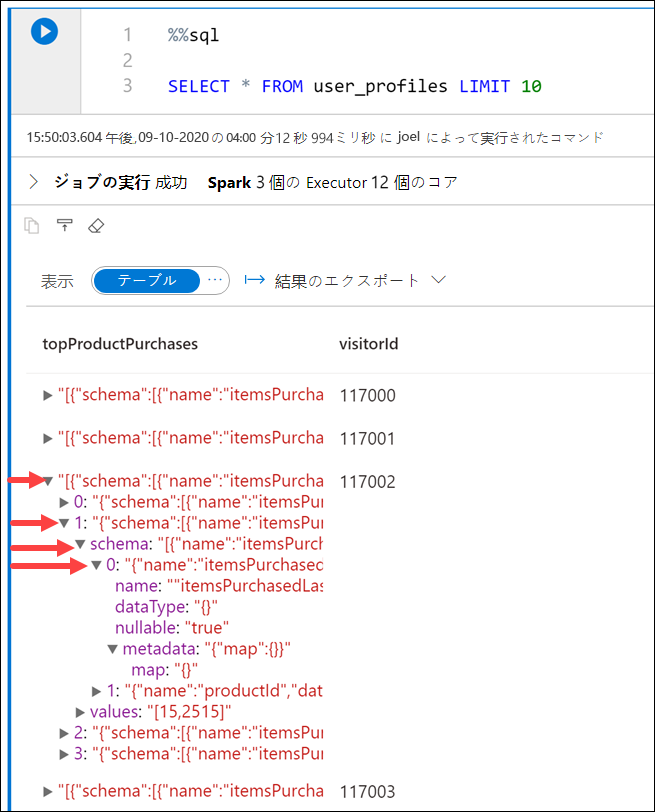 1 %%sql
2
3 SELECT * FROM user_profiles LIMIT 10
15:50:03.604 午後,09-10-2020 の 04:00 分12 秒 994ミリ秒 に joel によって実行されたコマンド
ジョブの実行 成功 Spark 3 個の Executor 12 個のコア
表示 テーブル ··· 結果のエクスポート
topProductPurchases visitorId
"[{"schema":[{"name":"itemsPurcha 117000
"[{"schema":[{"name":"itemsPurcha 117001
"[{"schema":[{"name":"itemsPurcha 117002
0: "{"schema":[{"name":"itemsPur
1: "{"schema":[{"name":"itemsPur
schema: "[{"name":"itemsPurch
0: "{"name":"itemsPurchased
name: ""itemsPurchasedLas
dataType: "{}"
nullable: "true"
metadata: "{"map":{}}"
map: "{}"
1: "{"name":"productId","dat
values: "[15,2515]"
2: "{"schema":[{"name":"itemsPur
3: "{"schema":[{"name":"itemsPur
"[{"schema":[{"name":"itemsPurcha 117003